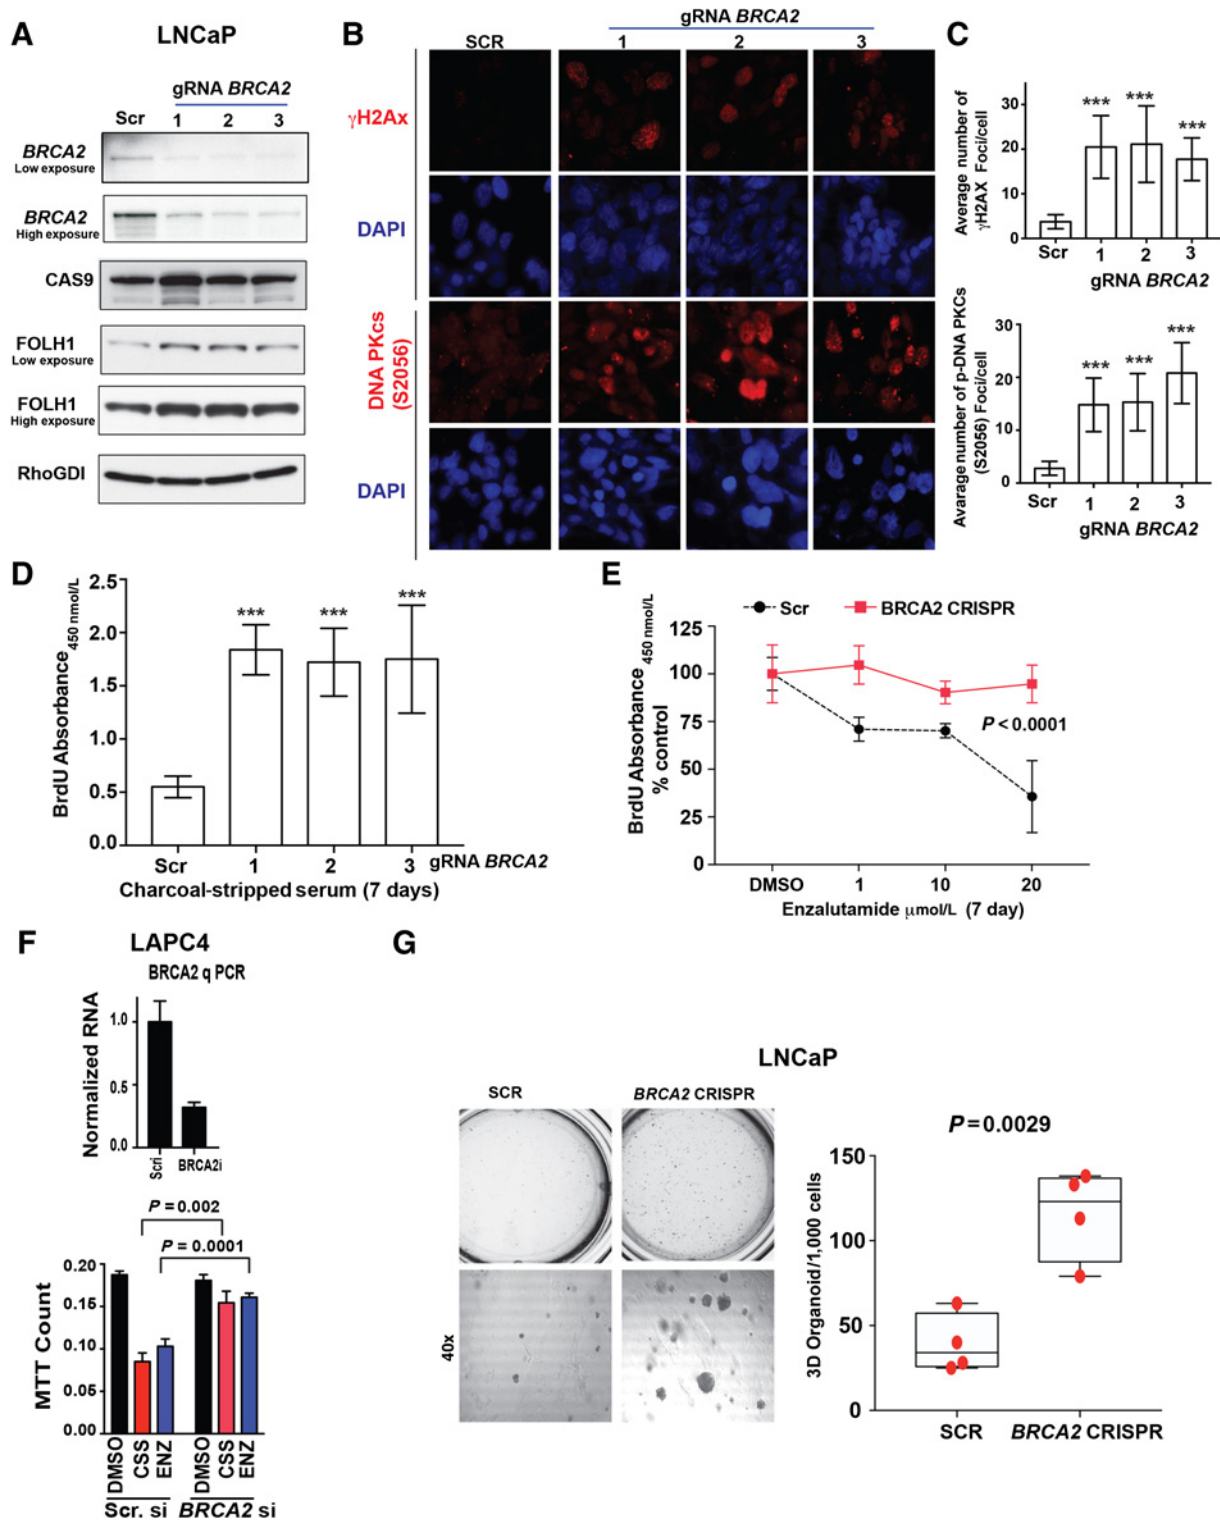 A
LNCaP
gRNA BRCA2
Scr 1 2 3
BRCA2
Low exposure
BRCA2
High exposure
CAS9
FOLH1
Low exposure
FOLH1
High exposure
RhoGDI
B
gRNA BRCA2
SCR 1 2 3
γH2Ax
DAPI
DNA PKcs
(S2056)
DAPI
C
Average number of
γH2AX Foci/cell
30
20
10
0
***
***
***
Scr 1 2 3
gRNA BRCA2
Avarage number of p-DNA PKCs
(S2056) Foci/cell
30
20
10
0
***
***
***
Scr 1 2 3
gRNA BRCA2
D
BrdU Absorbance450 nmol/L
2.5
2.0
1.5
1.0
0.5
0.0
***
***
***
Scr 1 2 3 gRNA BRCA2
Charcoal-stripped serum (7 days)
E
Scr BRCA2 CRISPR
BrdU Absorbance 450 nmol/L
% control
125
100
75
50
25
0
P < 0.0001
DMSO 1 10 20
Enzalutamide μmol/L (7 day)
F
LAPC4
BRCA2 q PCR
Normalized RNA
1.0
0.5
0.0
Scri BRCA2i
P = 0.002
P = 0.0001
MTT Count
0.20
0.15
0.10
0.05
0.00
DMSO CSS ENZ DMSO CSS ENZ
Scr. si BRCA2 si
G
LNCaP
SCR BRCA2 CRISPR
40x
P = 0.0029
3D Organoid/1,000 cells
150
100
50
0
SCR BRCA2 CRISPR